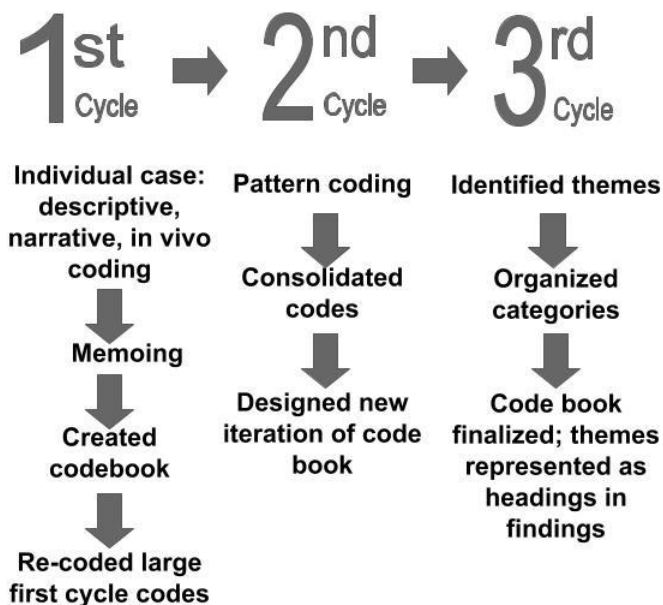 1st Cycle
2nd Cycle
3rd Cycle
Individual case:
descriptive,
narrative, in vivo
coding
Memoing
Created
codebook
Re-coded large
first cycle codes
Pattern coding
Consolidated
codes
Designed new
iteration of code
book
Identified themes
Organized
categories
Code book
finalized; themes
represented as
headings in
findings